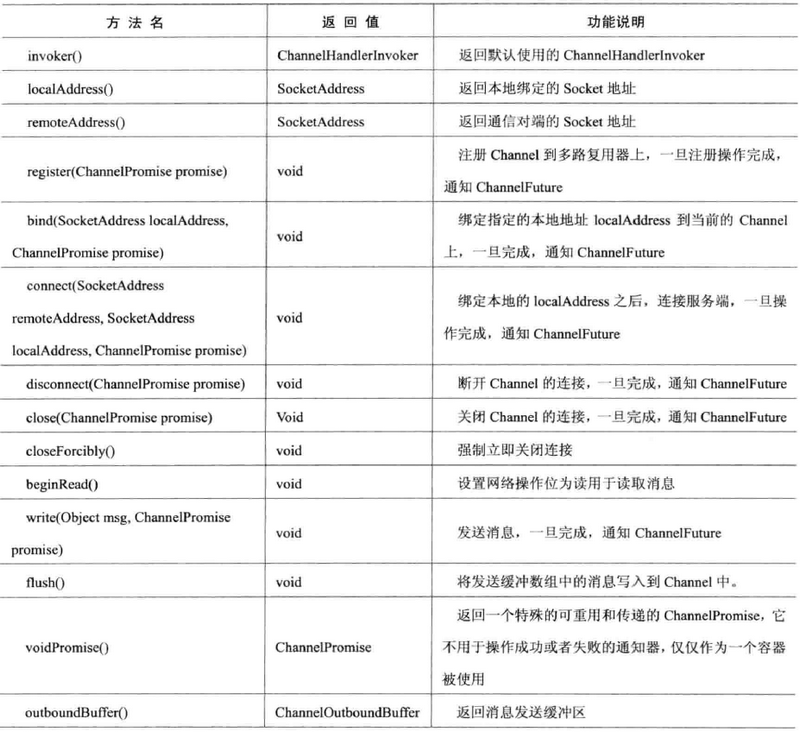 方 法 名 返 回 值 功能说明
invoker() ChannelHandlerInvoker 返回默认使用的 ChannelHandlerInvoker
localAddress() SocketAddress 返回本地绑定的 Socket 地址
remoteAddress() SocketAddress 返回通信对端的 Socket 地址
register(ChannelPromise promise) void 注册 Channel 到多路复用器上，一旦注册操作完成，
通知 ChannelFuture
bind(SocketAddress localAddress,
ChannelPromise promise) void 绑定指定的本地地址 localAddress 到当前的 Channel
上，一旦完成，通知 ChannelFuture
connect(SocketAddress
remoteAddress, SocketAddress
localAddress, ChannelPromise promise) void 绑定本地的 localAddress 之后，连接服务端，一旦操
作完成，通知 ChannelFuture
disconnect(ChannelPromise promise) void 断开 Channel 的连接，一旦完成，通知 ChannelFuture
close(ChannelPromise promise) Void 关闭 Channel 的连接，一旦完成，通知 ChannelFuture
closeForcibly() void 强制立即关闭连接
beginRead() void 设置网络操作位为读用于读取消息
write(Object msg, ChannelPromise
promise) void 发送消息，一旦完成，通知 ChannelFuture
flush() void 将发送缓冲数组中的消息写入到 Channel 中。
voidPromise() ChannelPromise 返回一个特殊的可重用和传递的 ChannelPromise，它
不用于操作成功或者失败的通知器，仅仅作为一个容器
被使用
outboundBuffer() ChannelOutboundBuffer 返回消息发送缓冲区